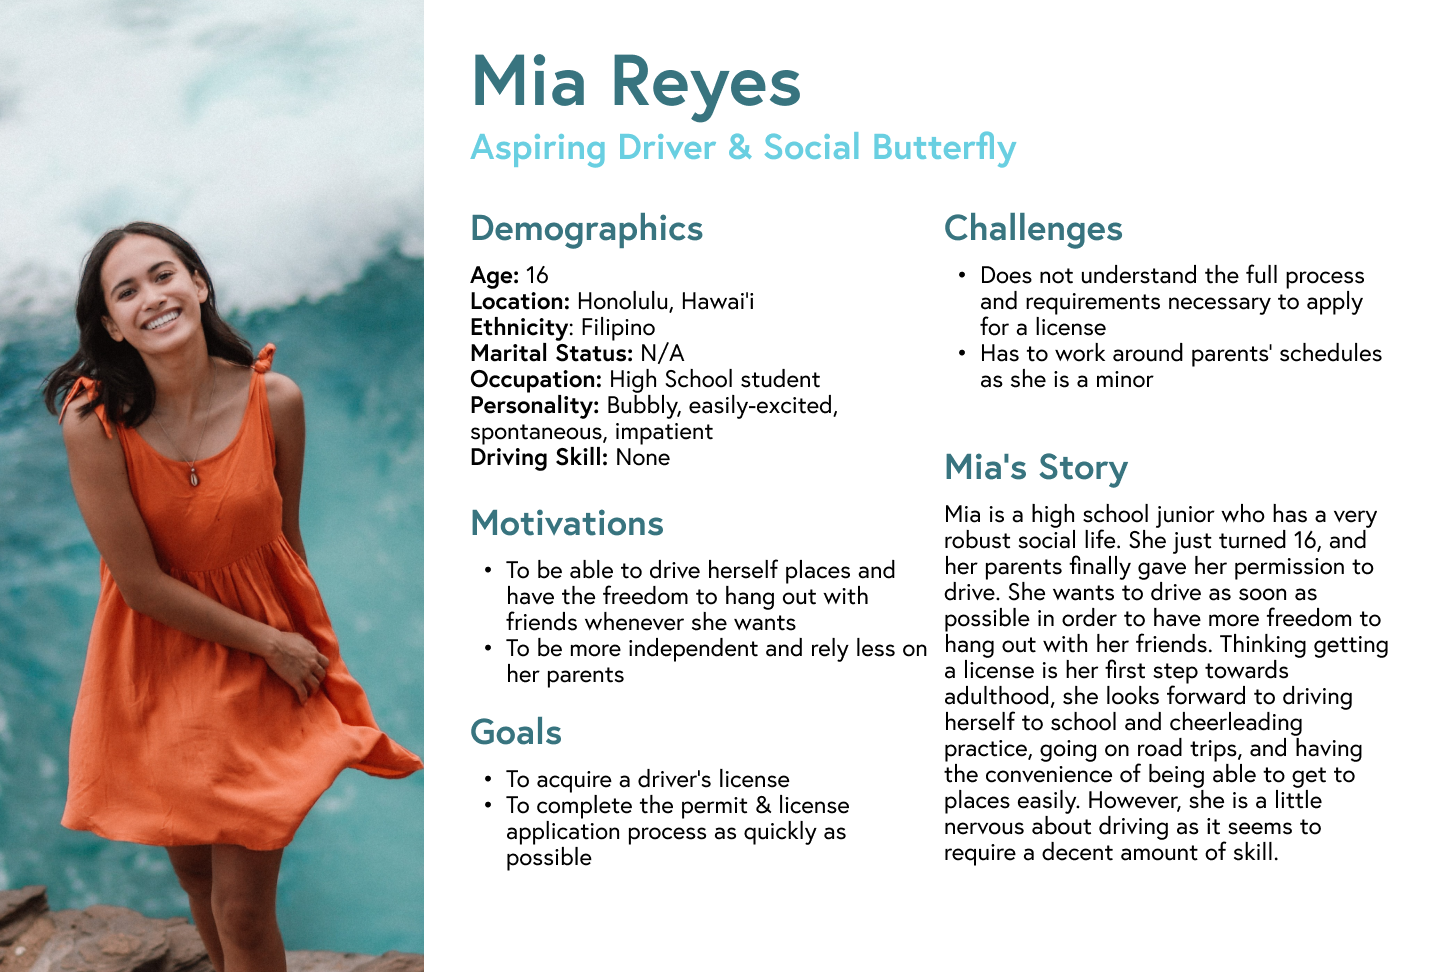 Mia Reyes
Aspiring Driver & Social Butterfly
Demographics
Age: 16
Location: Honolulu, Hawai'i
Ethnicity: Filipino
Marital Status: N/A
Occupation: High School student
Personality: Bubbly, easily-excited,
spontaneous, impatient
Driving Skill: None
Motivations
• To be able to drive herself places and
have the freedom to hang out with
friends whenever she wants
• To be more independent and rely less on
her parents
Goals
• To acquire a driver's license
• To complete the permit & license
application process as quickly as
possible
Challenges
• Does not understand the full process
and requirements necessary to apply
for a license
• Has to work around parents' schedules
as she is a minor
Mia's Story
Mia is a high school junior who has a very
robust social life. She just turned 16, and
her parents finally gave her permission to
drive. She wants to drive as soon as
possible in order to have more freedom to
hang out with her friends. Thinking getting
a license is her first step towards
adulthood, she looks forward to driving
herself to school and cheerleading
practice, going on road trips, and having
the convenience of being able to get to
places easily. However, she is a little
nervous about driving as it seems to
require a decent amount of skill.